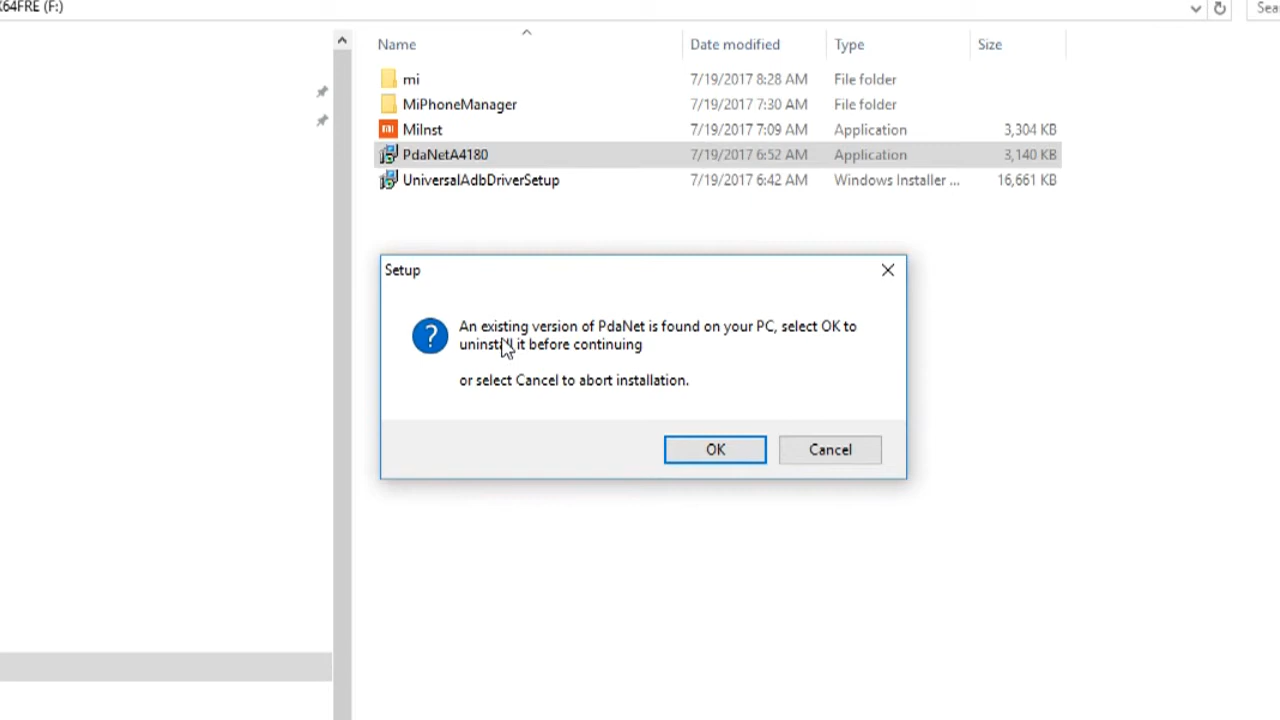 X64FRE (F:)
Sea
Name Date modified Type Size
mi 7/19/2017 8:28 AM File folder
MiPhoneManager 7/19/2017 7:30 AM File folder
mi MiInst 7/19/2017 7:09 AM Application 3,304 KB
PdaNetA4180 7/19/2017 6:52 AM Application 3,140 KB
UniversalAdbDriverSetup 7/19/2017 6:42 AM Windows Installer ... 16,661 KB
Setup
An existing version of PdaNet is found on your PC, select OK to
uninstall it before continuing
or select Cancel to abort installation.
OK Cancel